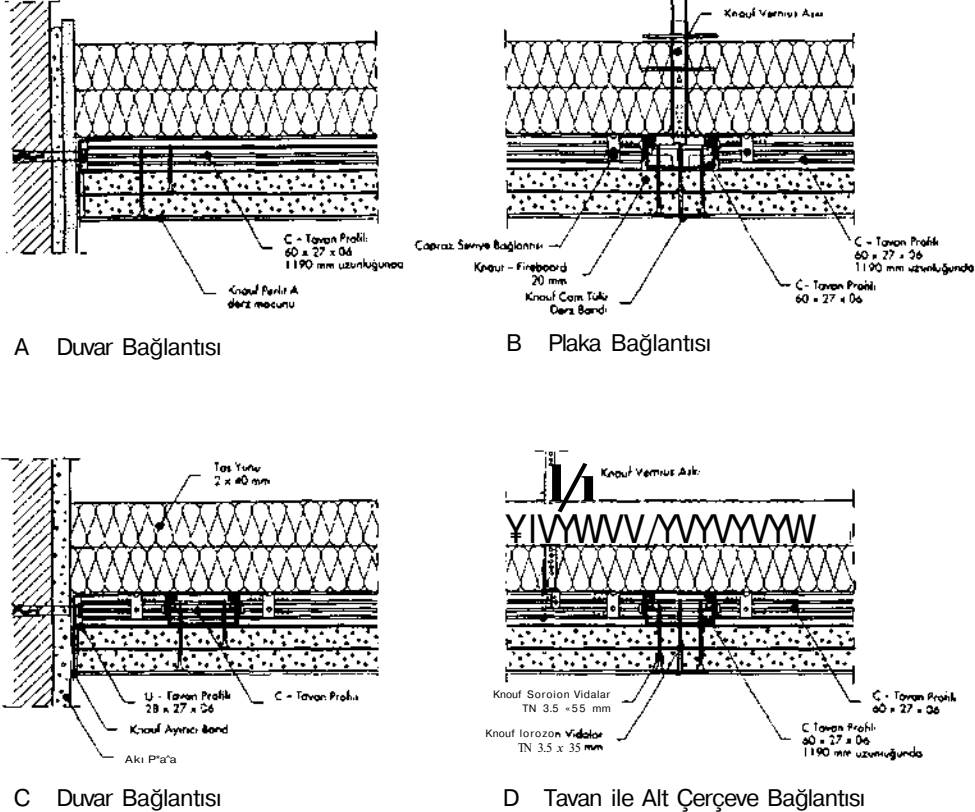 Knauf Vernius Askı
C - Tavan Profili
60 x 27 x 06
1190 mm uzunluğunda
Knauf Perlit A
derz macunu
Çapraz Seviye Bağlantısı
Knauf - Fireboard
20 mm
Knauf Cam Tülü
Derz Bandı
C - Tavan Profili
60 x 27 x 06
1190 mm uzunluğunda
C - Tavan Profili
60 x 27 x 06
A Duvar Bağlantısı
B Plaka Bağlantısı
Taş Yünü
2 x 40 mm
Knauf Vernius Askı
U - Tavan Profili
28 x 27 x 06
C - Tavan Profili
Knauf Ayırıcı Band
Knouf Soroion Vidalar
TN 3.5 «55 mm
Knouf Iorozon Vidalar
TN 3.5 x 35 mm
C - Tavan Profili
60 x 27 x 06
C Tavan Profili
60 x 27 x 06
1190 mm uzunluğunda
C Duvar Bağlantısı
D Tavan ile Alt Çerçeve Bağlantısı